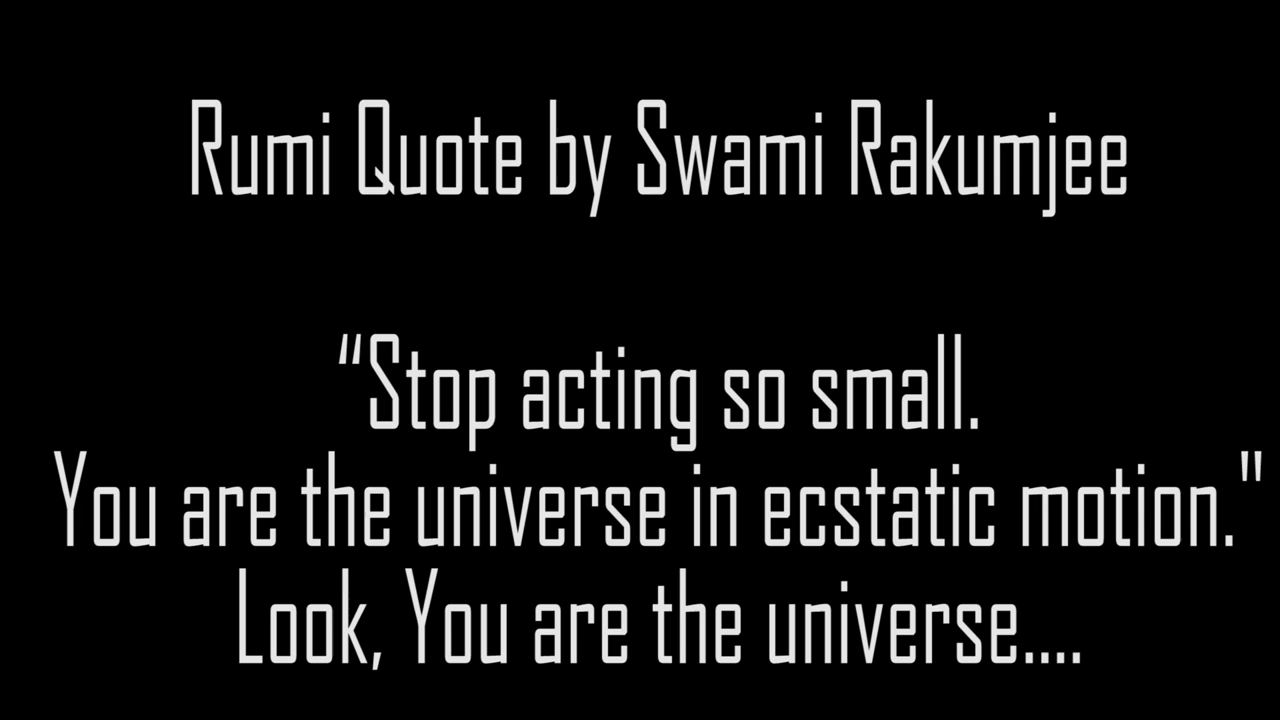 Rumi Quote by Swami Rakumjee
“Stop acting so small.
You are the universe in ecstatic motion."
Look, You are the universe....